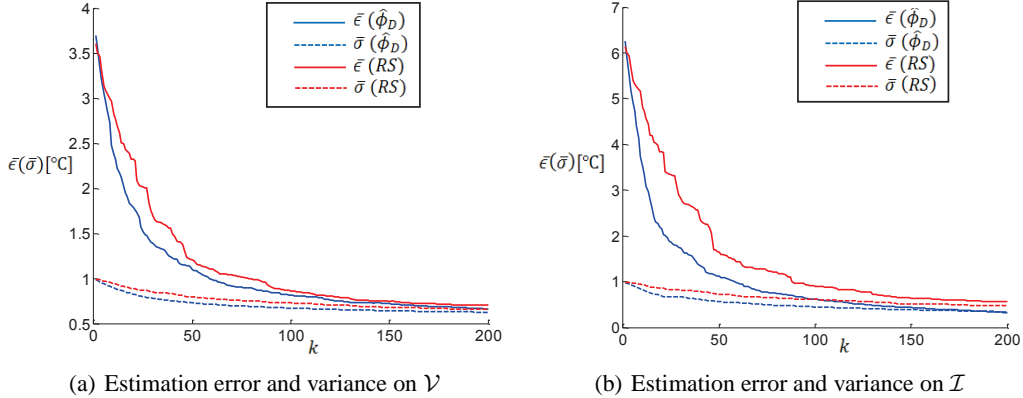 4
3.5
3
2.5
2
1.5
1
0.5
ϵ̄(σ̄)[°C]
0
50
100
150
200
k
ϵ̄ (ϕ̂_D)
σ̄ (ϕ̂_D)
ϵ̄ (RS)
σ̄ (RS)
(a) Estimation error and variance on 𝒱
7
6
5
4
3
2
1
0
ϵ̄(σ̄)[°C]
0
50
100
150
200
k
ϵ̄ (ϕ̂_D)
σ̄ (ϕ̂_D)
ϵ̄ (RS)
σ̄ (RS)
(b) Estimation error and variance on ℐ